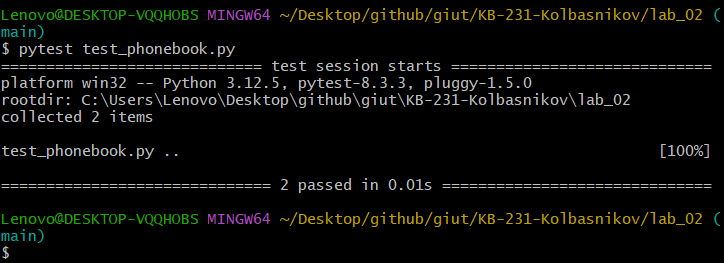 Lenovo@DESKTOP-VQQHOBS MINGW64 ~/Desktop/github/giut/KB-231-Kolbasnikov/lab_02 (
main)
$ pytest test_phonebook.py
============================= test session starts =============================
platform win32 -- Python 3.12.5, pytest-8.3.3, pluggy-1.5.0
rootdir: C:\Users\Lenovo\Desktop\github\giut\KB-231-Kolbasnikov\lab_02
collected 2 items
test_phonebook.py .. [100%]
============================== 2 passed in 0.01s ==============================
Lenovo@DESKTOP-VQQHOBS MINGW64 ~/Desktop/github/giut/KB-231-Kolbasnikov/lab_02 (
main)
$